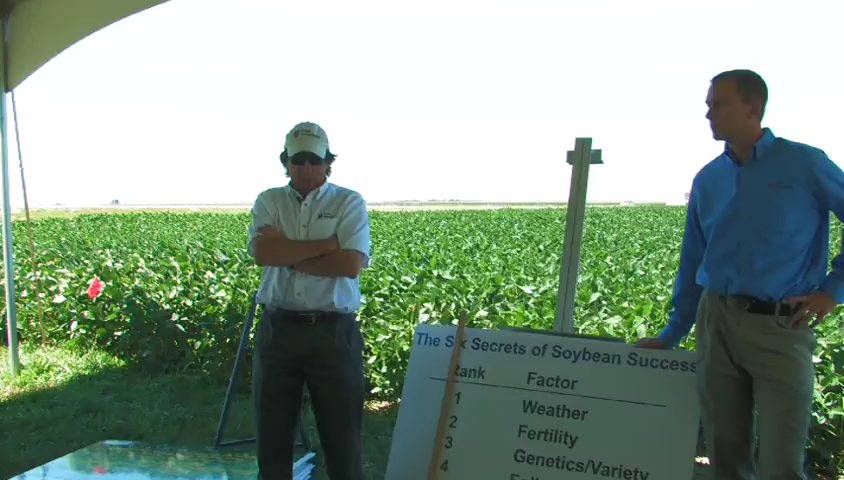 The Six Secrets of Soybean Success
Rank Factor
1 Weather
2 Fertility
3 Genetics/Variety
4